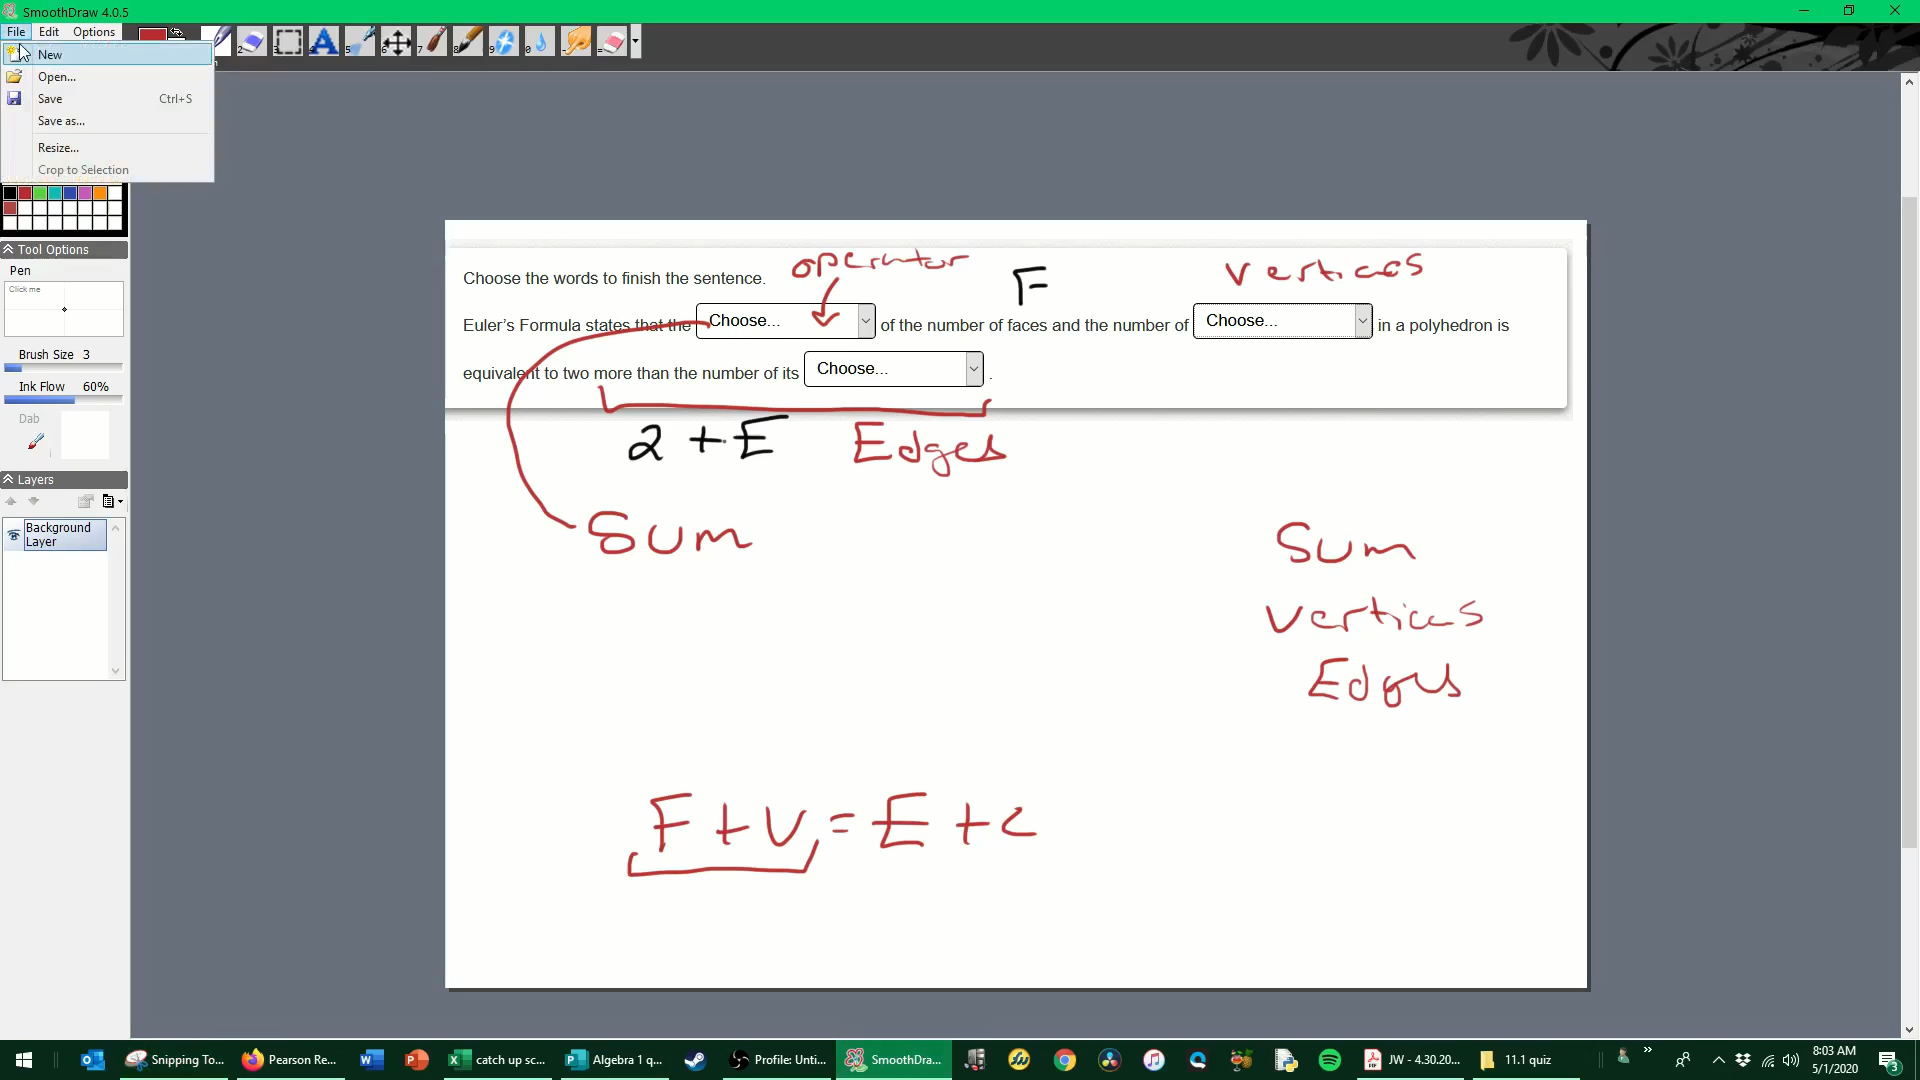 SmoothDraw 4.0.5
File Edit Options
New
Open...
Save Ctrl+S
Save as...
Resize...
Crop to Selection
Tool Options
Pen
Click me
Brush Size 3
Ink Flow 60%
Dab
Layers
Background Layer
operator
F
vertices
Choose the words to finish the sentence.
Euler's Formula states that the Choose... of the number of faces and the number of Choose... in a polyhedron is
equivalent to two more than the number of its Choose... .
2 + E Edges
Sum
Sum
vertices
Edges
F + V = E + 2
Snipping To... Pearson Re... catch up sc... Algebra 1 q... Profile: Unti... SmoothDra... JW - 4.30.20... 11.1 quiz
8:03 AM
5/1/2020
3